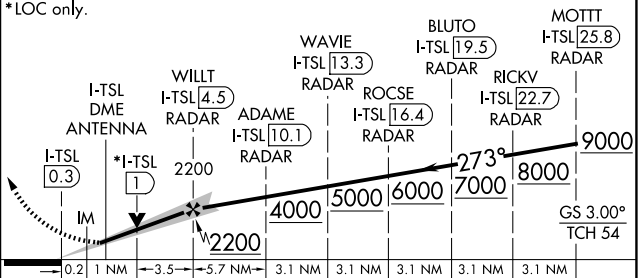 *LOC only.
MOTTT
I-TSL 25.8
RADAR
BLUTO
I-TSL 19.5
RADAR
WAVIE
I-TSL 13.3
RADAR
RICKV
I-TSL 22.7
RADAR
WILLT
I-TSL 4.5
RADAR
ROCSE
I-TSL 16.4
RADAR
I-TSL
DME
ANTENNA
ADAME
I-TSL 10.1
RADAR
I-TSL
0.3
*I-TSL
1
2200
IM
273°
9000
8000
7000
6000
5000
4000
2200
GS 3.00°
TCH 54
0.2
1 NM
3.5
5.7 NM
3.1 NM
3.1 NM
3.1 NM
3.1 NM
3.1 NM